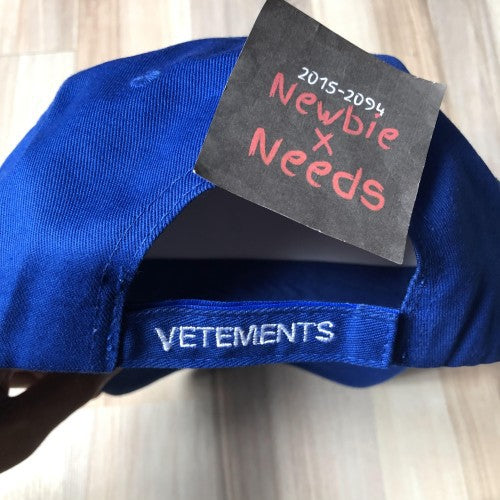 2015-2094
Newbie
x
Needs
VETEMENTS